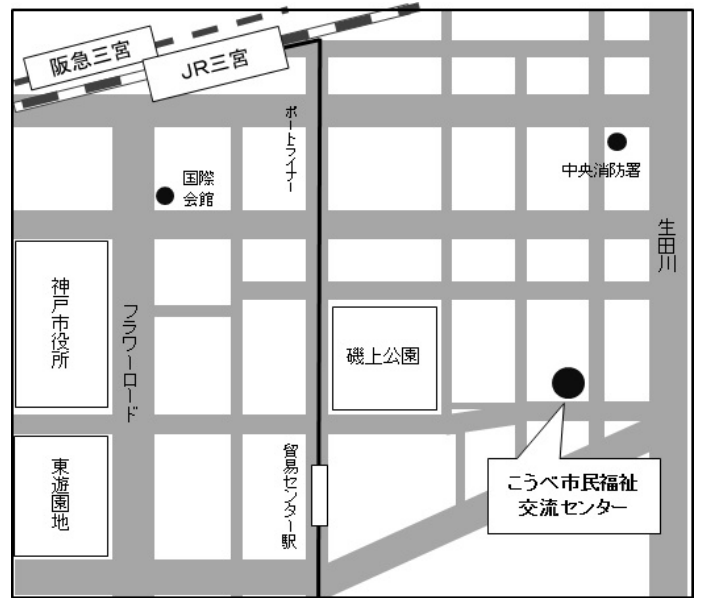 阪急三宮
JR三宮
ポートライナー
中央消防署
国際
会館
生田川
神戸市役所
フラワーロード
磯上公園
東遊園地
貿易センター駅
こうべ市民福祉
交流センター